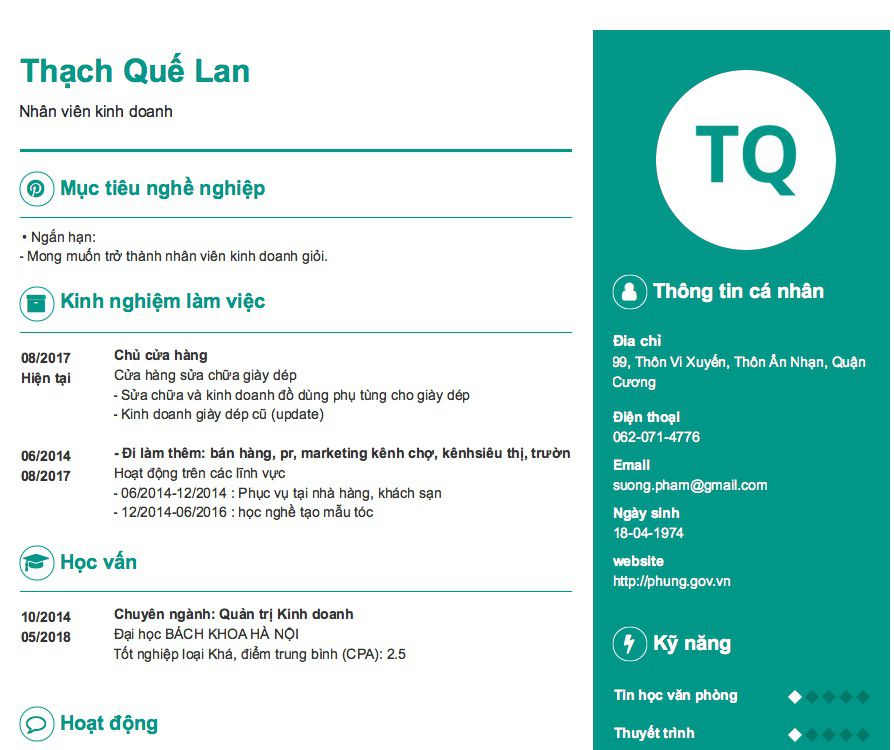 Thạch Quế Lan
Nhân viên kinh doanh
Mục tiêu nghề nghiệp
• Ngắn hạn:
- Mong muốn trở thành nhân viên kinh doanh giỏi.
Kinh nghiệm làm việc
08/2017
Hiện tại
Chủ cửa hàng
Cửa hàng sửa chữa giày dép
- Sửa chữa và kinh doanh đồ dùng phụ tùng cho giày dép
- Kinh doanh giày dép cũ (update)
06/2014
08/2017
- Đi làm thêm: bán hàng, pr, marketing kênh chợ, kênhsiêu thị, trườn
Hoạt động trên các lĩnh vực
- 06/2014-12/2014 : Phục vụ tại nhà hàng, khách sạn
- 12/2014-06/2016 : học nghề tạo mẫu tóc
Học vấn
10/2014
05/2018
Chuyên ngành: Quản trị Kinh doanh
Đại học BÁCH KHOA HÀ NỘI
Tốt nghiệp loại Khá, điểm trung bình (CPA): 2.5
Hoạt động
TQ
Thông tin cá nhân
Địa chỉ
99, Thôn Vi Xuyến, Thôn Ẩn Nhạn, Quận
Cương
Điện thoại
062-071-4776
Email
suong.pham@gmail.com
Ngày sinh
18-04-1974
website
http://phung.gov.vn
Kỹ năng
Tin học văn phòng
Thuyết trình